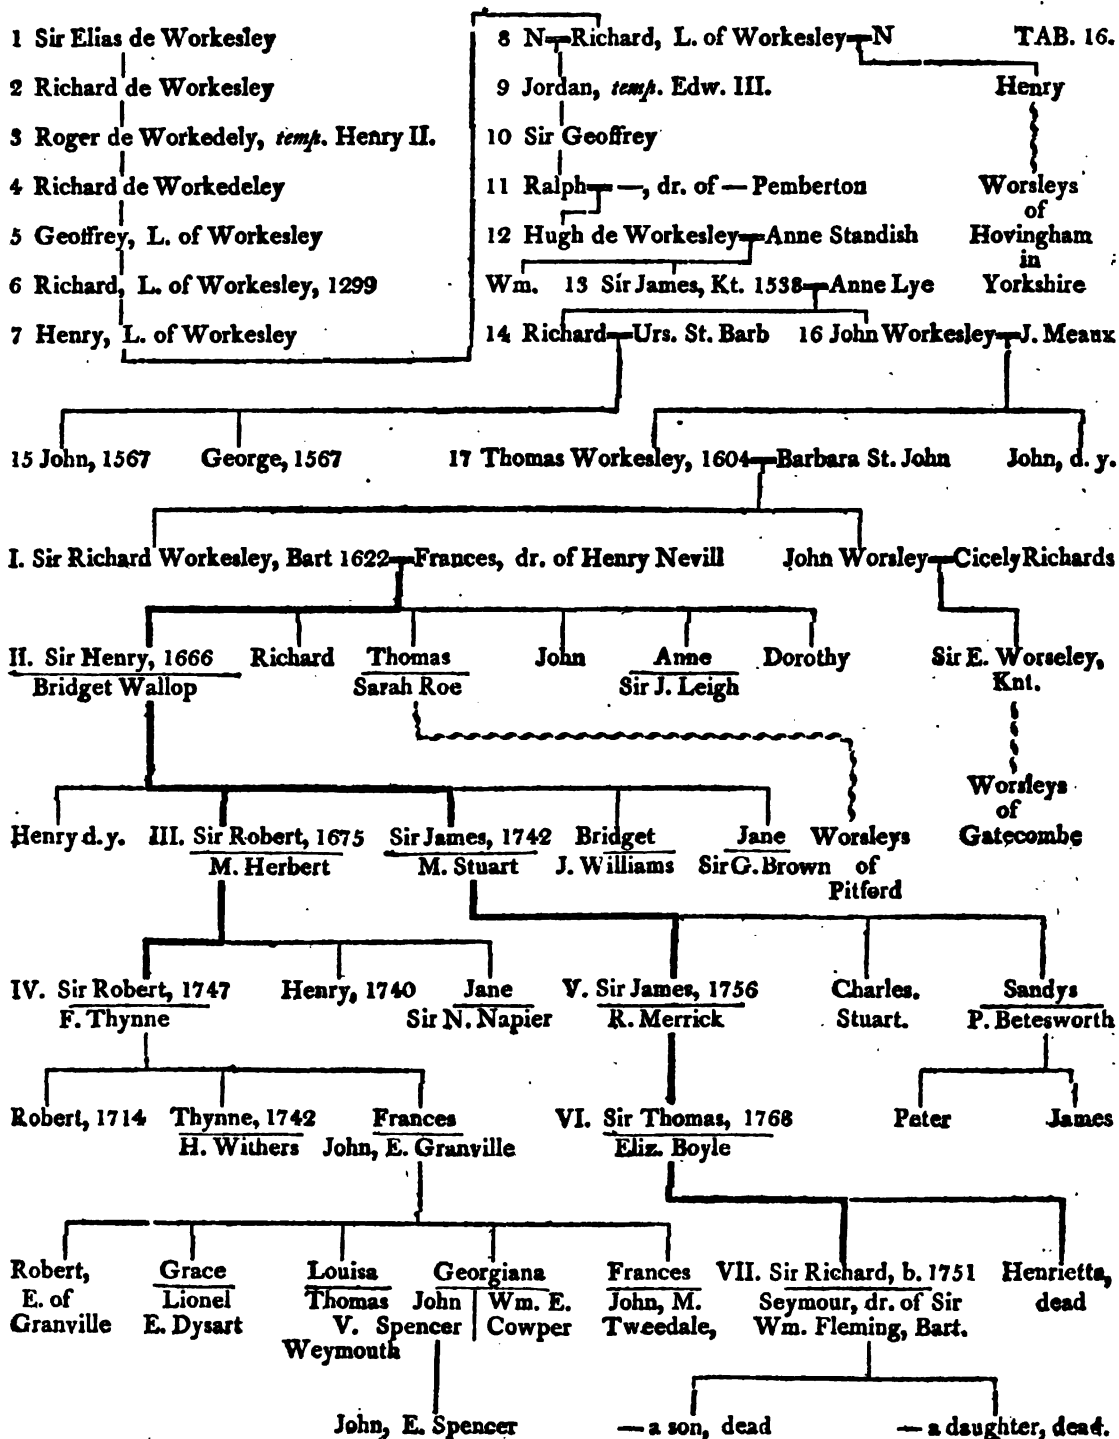 TAB. 16.
1 Sir Elias de Workesley
2 Richard de Workesley
3 Roger de Workedely, temp. Henry II.
4 Richard de Workedeley
5 Geoffrey, L. of Workesley
6 Richard, L. of Workesley, 1299
7 Henry, L. of Workesley
8 N Richard, L. of Workesley N
9 Jordan, temp. Edw. III.
Henry
10 Sir Geoffrey
11 Ralph —, dr. of — Pemberton
Worsleys
of
Hovingham
in
Yorkshire
12 Hugh de Workesley Anne Standish
Wm. 13 Sir James, Kt. 1538 Anne Lye
14 Richard Urs. St. Barb 16 John Workesley J. Meaux
15 John, 1567 George, 1567 17 Thomas Workesley, 1604 Barbara St. John John, d. y.
I. Sir Richard Workesley, Bart 1622 Frances, dr. of Henry Nevill John Worsley Cicely Richards
II. Sir Henry, 1666 Richard Thomas John Anne Dorothy Sir E. Worseley,
Bridget Wallop Sarah Roe Sir J. Leigh Knt.
Worsleys
of
Gatecombe
Henry d. y. III. Sir Robert, 1675 Sir James, 1742 Bridget Jane Worsleys
M. Herbert M. Stuart J. Williams Sir G. Brown of
Pitford
IV. Sir Robert, 1747 Henry, 1740 Jane V. Sir James, 1756 Charles. Sandys
F. Thynne Sir N. Napier R. Merrick Stuart. P. Betesworth
Robert, 1714 Thynne, 1742 Frances VI. Sir Thomas, 1768 Peter James
H. Withers John, E. Granville Eliz. Boyle
Robert, Grace Louisa Georgiana Frances VII. Sir Richard, b. 1751 Henrietta,
E. of Lionel Thomas John Wm. E. John, M. Seymour, dr. of Sir dead
Granville E. Dysart V. Spencer Cowper Tweedale, Wm. Fleming, Bart.
Weymouth
John, E. Spencer — a son, dead — a daughter, dead.